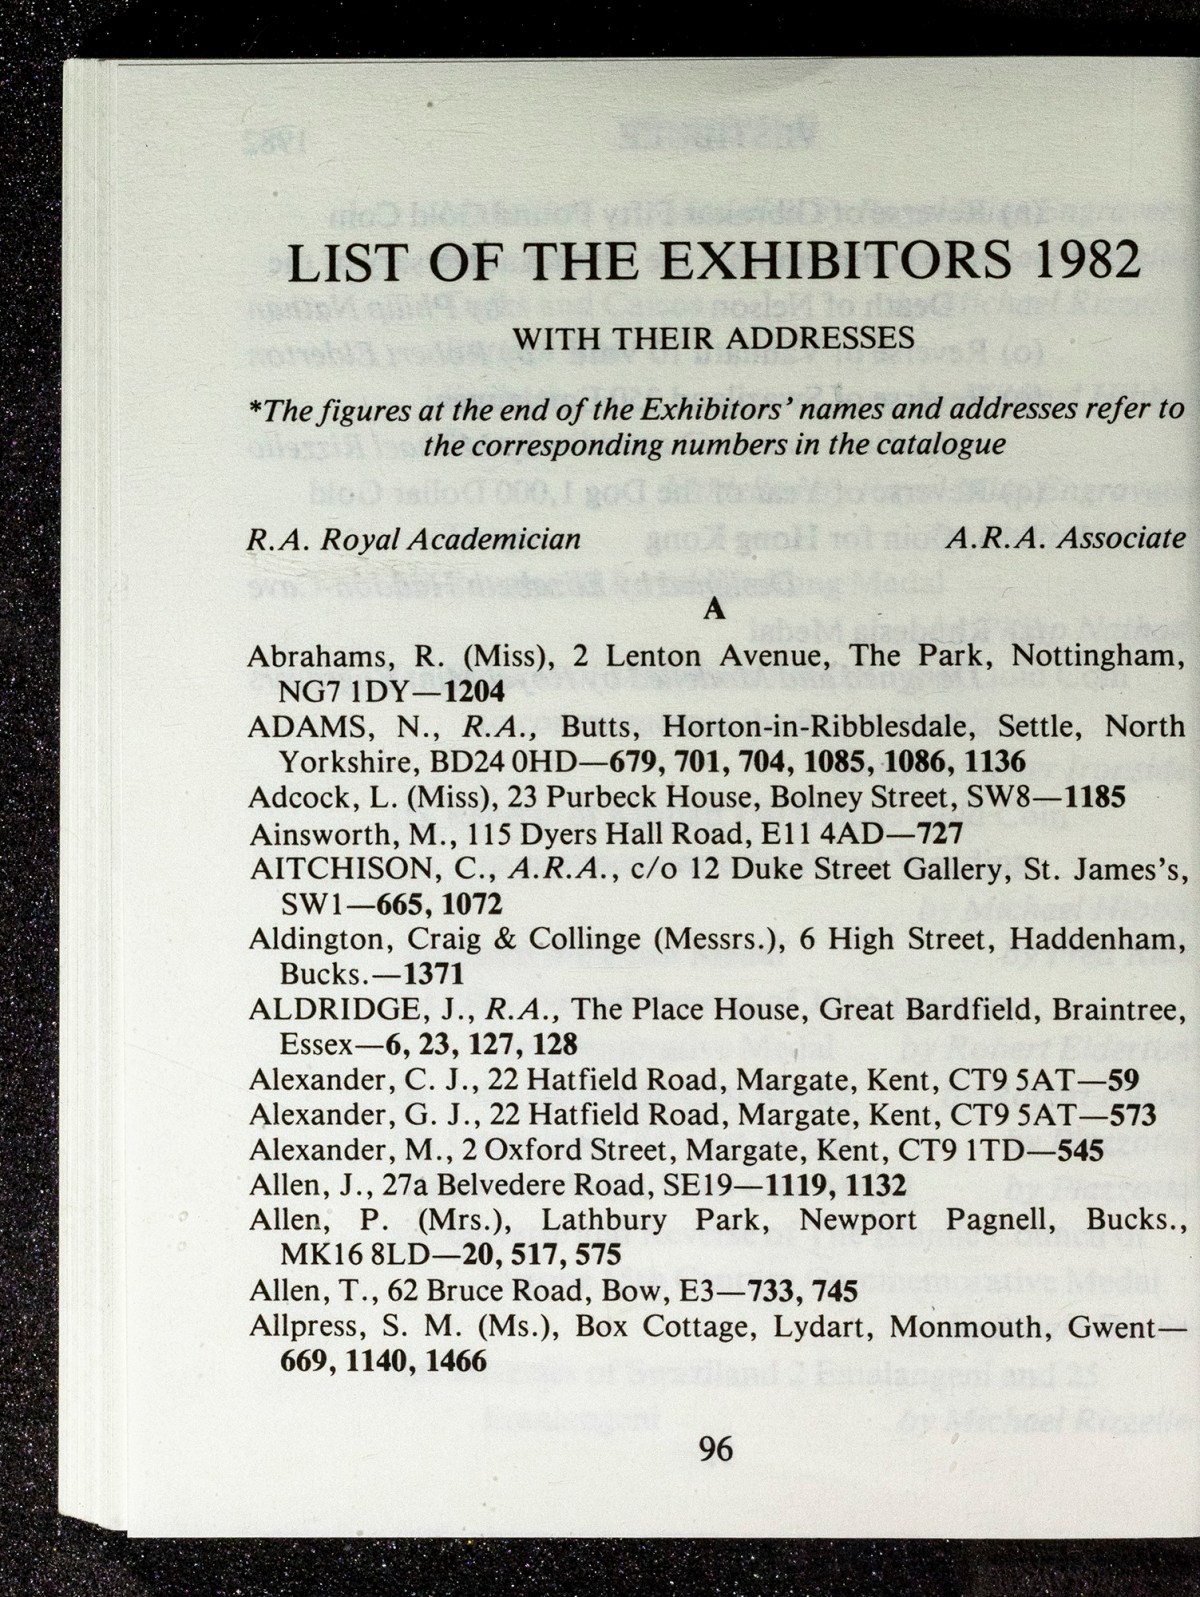 LIST OF THE EXHIBITORS 1982
WITH THEIR ADDRESSES
*The figures at the end of the Exhibitors' names and addresses refer to
the corresponding numbers in the catalogue
R.A. Royal Academician A.R.A. Associate
A
Abrahams, R. (Miss), 2 Lenton Avenue, The Park, Nottingham,
NG7 1DY—1204
ADAMS, N., R.A., Butts, Horton-in-Ribblesdale, Settle, North
Yorkshire, BD24 0HD—679, 701, 704, 1085, 1086, 1136
Adcock, L. (Miss), 23 Purbeck House, Bolney Street, SW8—1185
Ainsworth, M., 115 Dyers Hall Road, E11 4AD—727
AITCHISON, C., A.R.A., c/o 12 Duke Street Gallery, St. James's,
SW1—665, 1072
Aldington, Craig & Collinge (Messrs.), 6 High Street, Haddenham,
Bucks.—1371
ALDRIDGE, J., R.A., The Place House, Great Bardfield, Braintree,
Essex—6, 23, 127, 128
Alexander, C. J., 22 Hatfield Road, Margate, Kent, CT9 5AT—59
Alexander, G. J., 22 Hatfield Road, Margate, Kent, CT9 5AT—573
Alexander, M., 2 Oxford Street, Margate, Kent, CT9 1TD—545
Allen, J., 27a Belvedere Road, SE19—1119, 1132
Allen, P. (Mrs.), Lathbury Park, Newport Pagnell, Bucks.,
MK16 8LD—20, 517, 575
Allen, T., 62 Bruce Road, Bow, E3—733, 745
Allpress, S. M. (Ms.), Box Cottage, Lydart, Monmouth, Gwent—
669, 1140, 1466
96